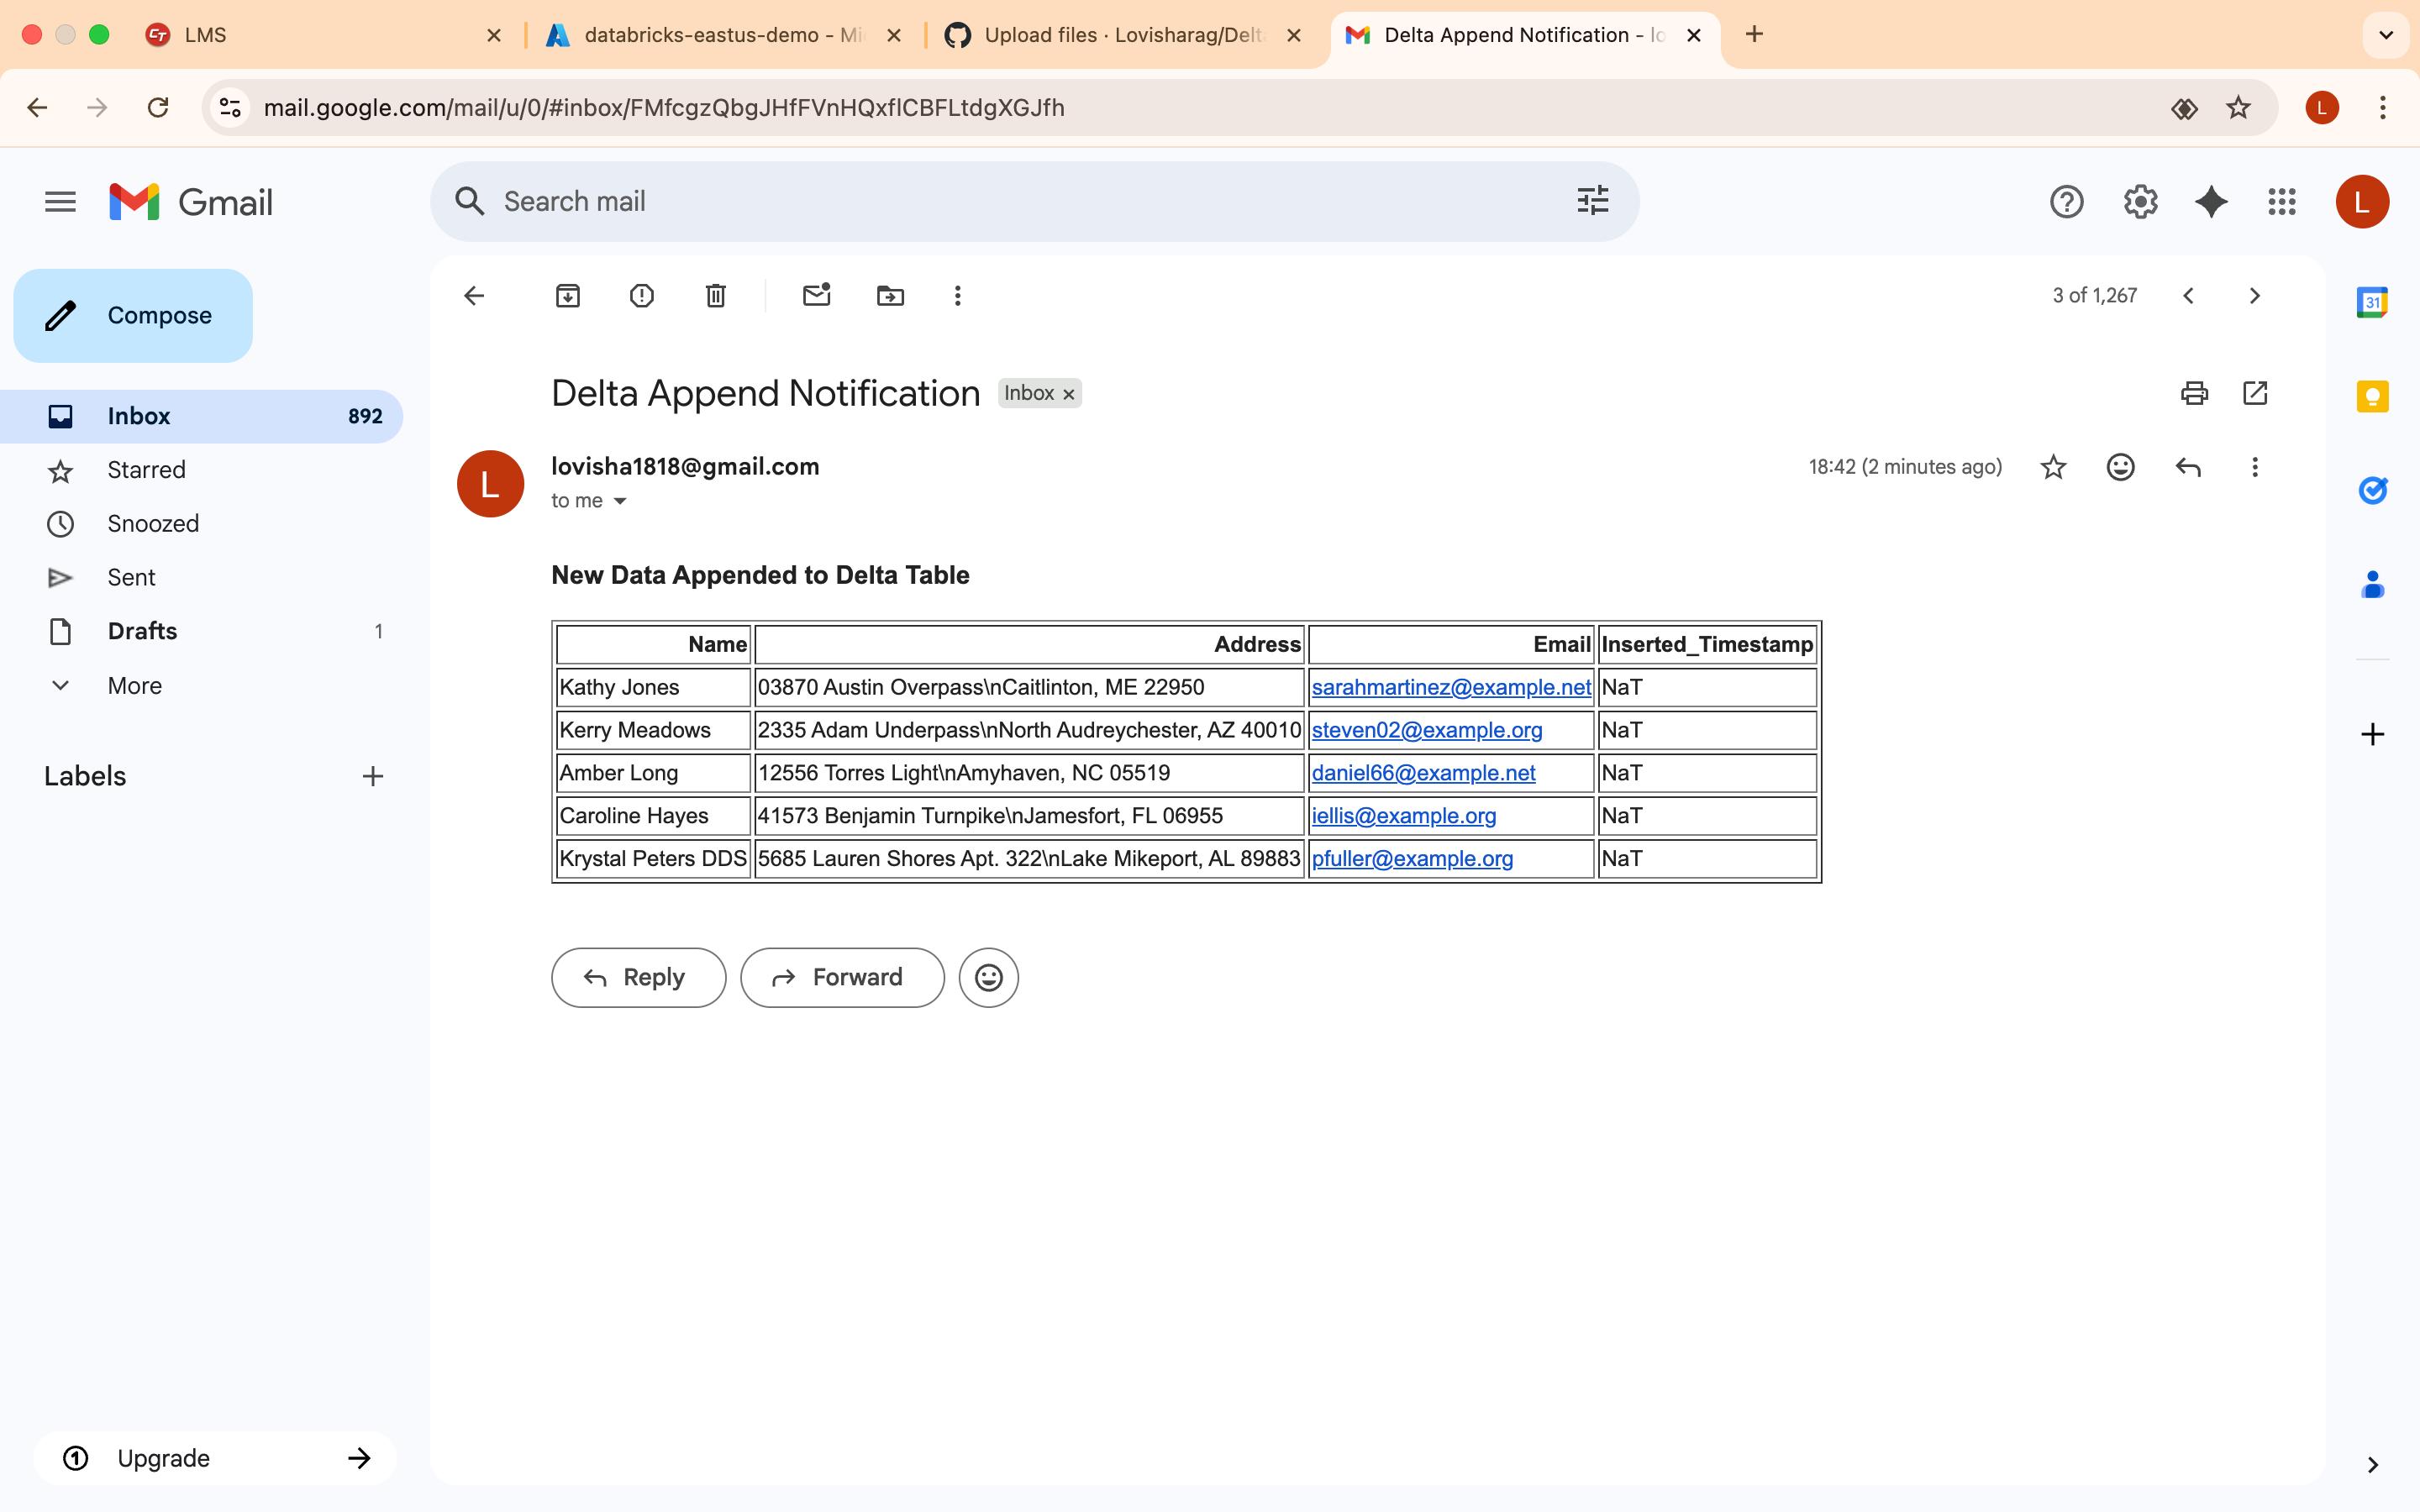 LMS
databricks-eastus-demo - Mi
Upload files · Lovisharag/Delt
Delta Append Notification - lo
mail.google.com/mail/u/0/#inbox/FMfcgzQbgJHfFVnHQxflCBFLtdgXGJfh
L
Gmail
Search mail
L
Compose
3 of 1,267
31
Inbox 892
Starred
Snoozed
Sent
Drafts 1
More
Labels
Upgrade
Delta Append Notification Inbox
L
lovisha1818@gmail.com
18:42 (2 minutes ago)
to me
New Data Appended to Delta Table
Name Address Email Inserted_Timestamp
Kathy Jones 03870 Austin Overpass\nCaitlinton, ME 22950 sarahmartinez@example.net NaT
Kerry Meadows 2335 Adam Underpass\nNorth Audreychester, AZ 40010 steven02@example.org NaT
Amber Long 12556 Torres Light\nAmyhaven, NC 05519 daniel66@example.net NaT
Caroline Hayes 41573 Benjamin Turnpike\nJamesfort, FL 06955 iellis@example.org NaT
Krystal Peters DDS 5685 Lauren Shores Apt. 322\nLake Mikeport, AL 89883 pfuller@example.org NaT
Reply
Forward